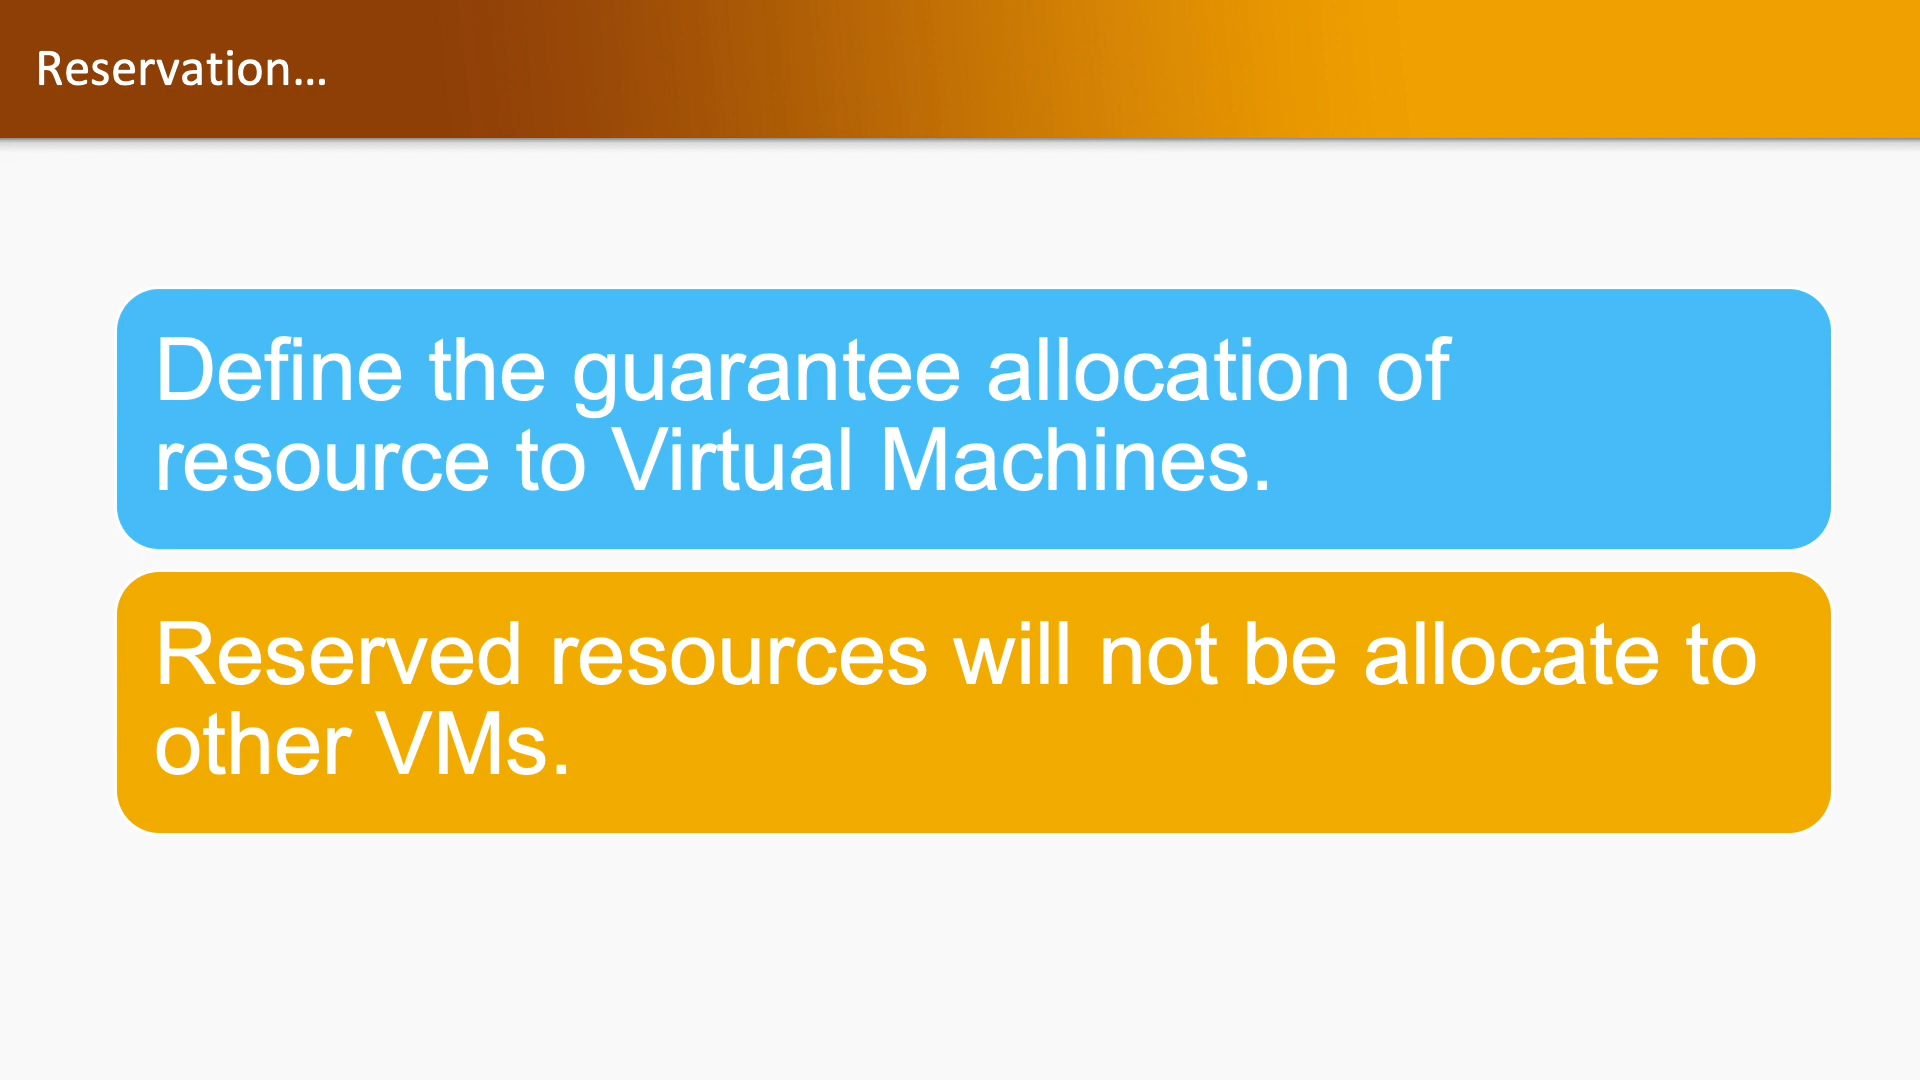 Reservation...
Define the guarantee allocation of
resource to Virtual Machines.
Reserved resources will not be allocate to
other VMs.